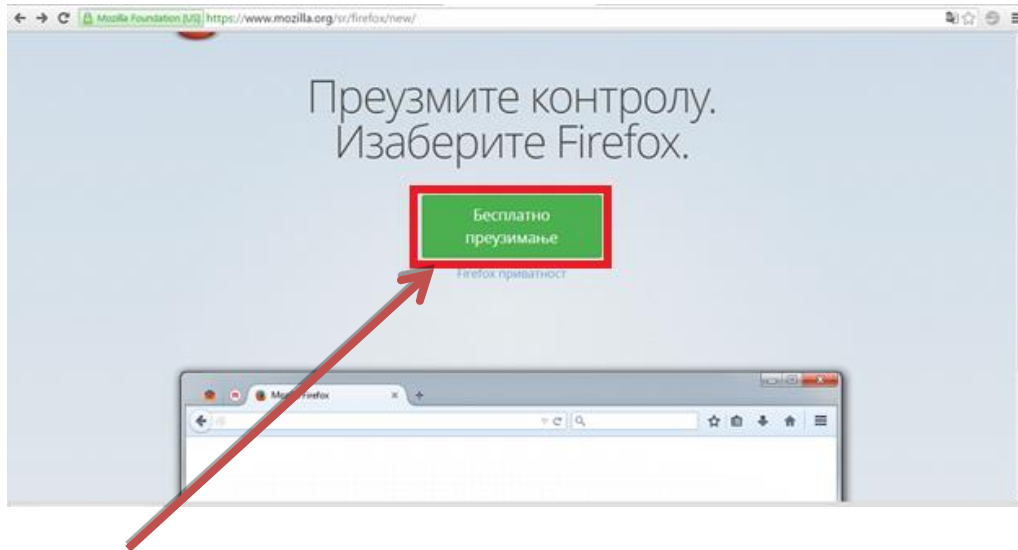 Mozilla Foundation [US] https://www.mozilla.org/sr/firefox/new/
Преузмите контролу.
Изаберите Firefox.
Бесплатно
преузимање
Firefox приватност
Mozilla Firefox